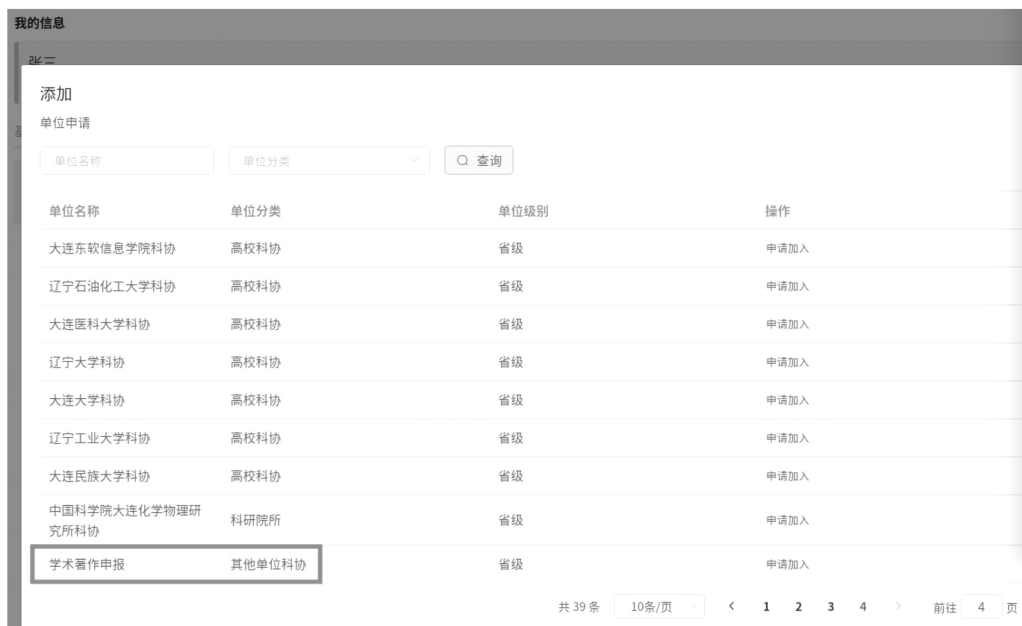 我的信息
张三
添加
单位申请
单位名称 单位分类 查询
单位名称 单位分类 单位级别 操作
大连东软信息学院科协 高校科协 省级 申请加入
辽宁石油化工大学科协 高校科协 省级 申请加入
大连医科大学科协 高校科协 省级 申请加入
辽宁大学科协 高校科协 省级 申请加入
大连大学科协 高校科协 省级 申请加入
辽宁工业大学科协 高校科协 省级 申请加入
大连民族大学科协 高校科协 省级 申请加入
中国科学院大连化学物理研
究所科协 科研院所 省级 申请加入
学术著作申报 其他单位科协 省级 申请加入
共 39 条 10条/页 1 2 3 4 前往 4 页